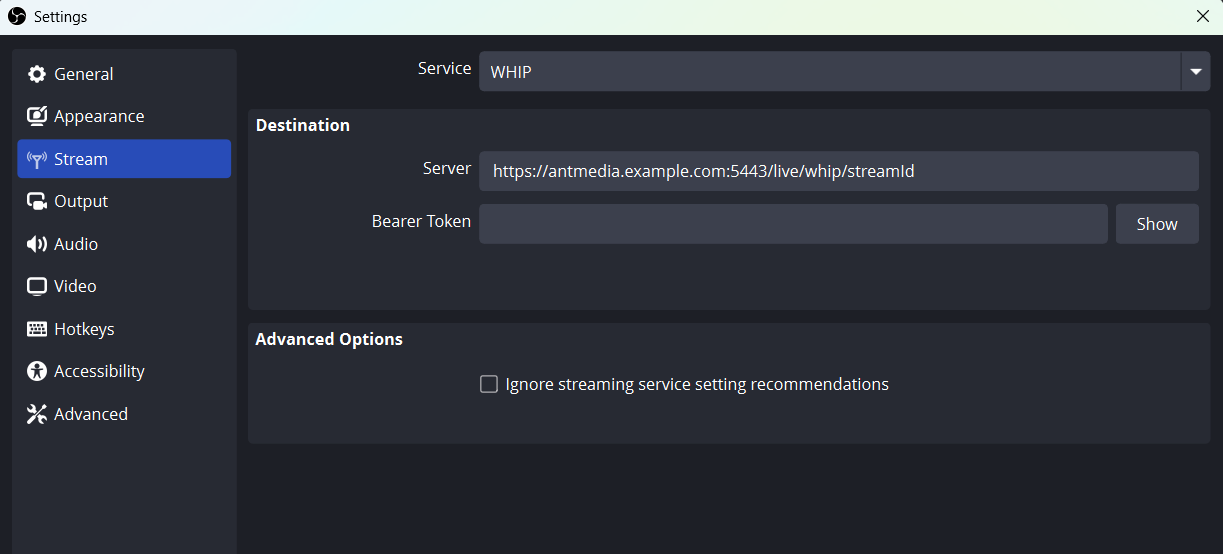 Settings
General
Appearance
Stream
Output
Audio
Video
Hotkeys
Accessibility
Advanced
Service WHIP
Destination
Server https://antmedia.example.com:5443/live/whip/streamId
Bearer Token Show
Advanced Options
Ignore streaming service setting recommendations